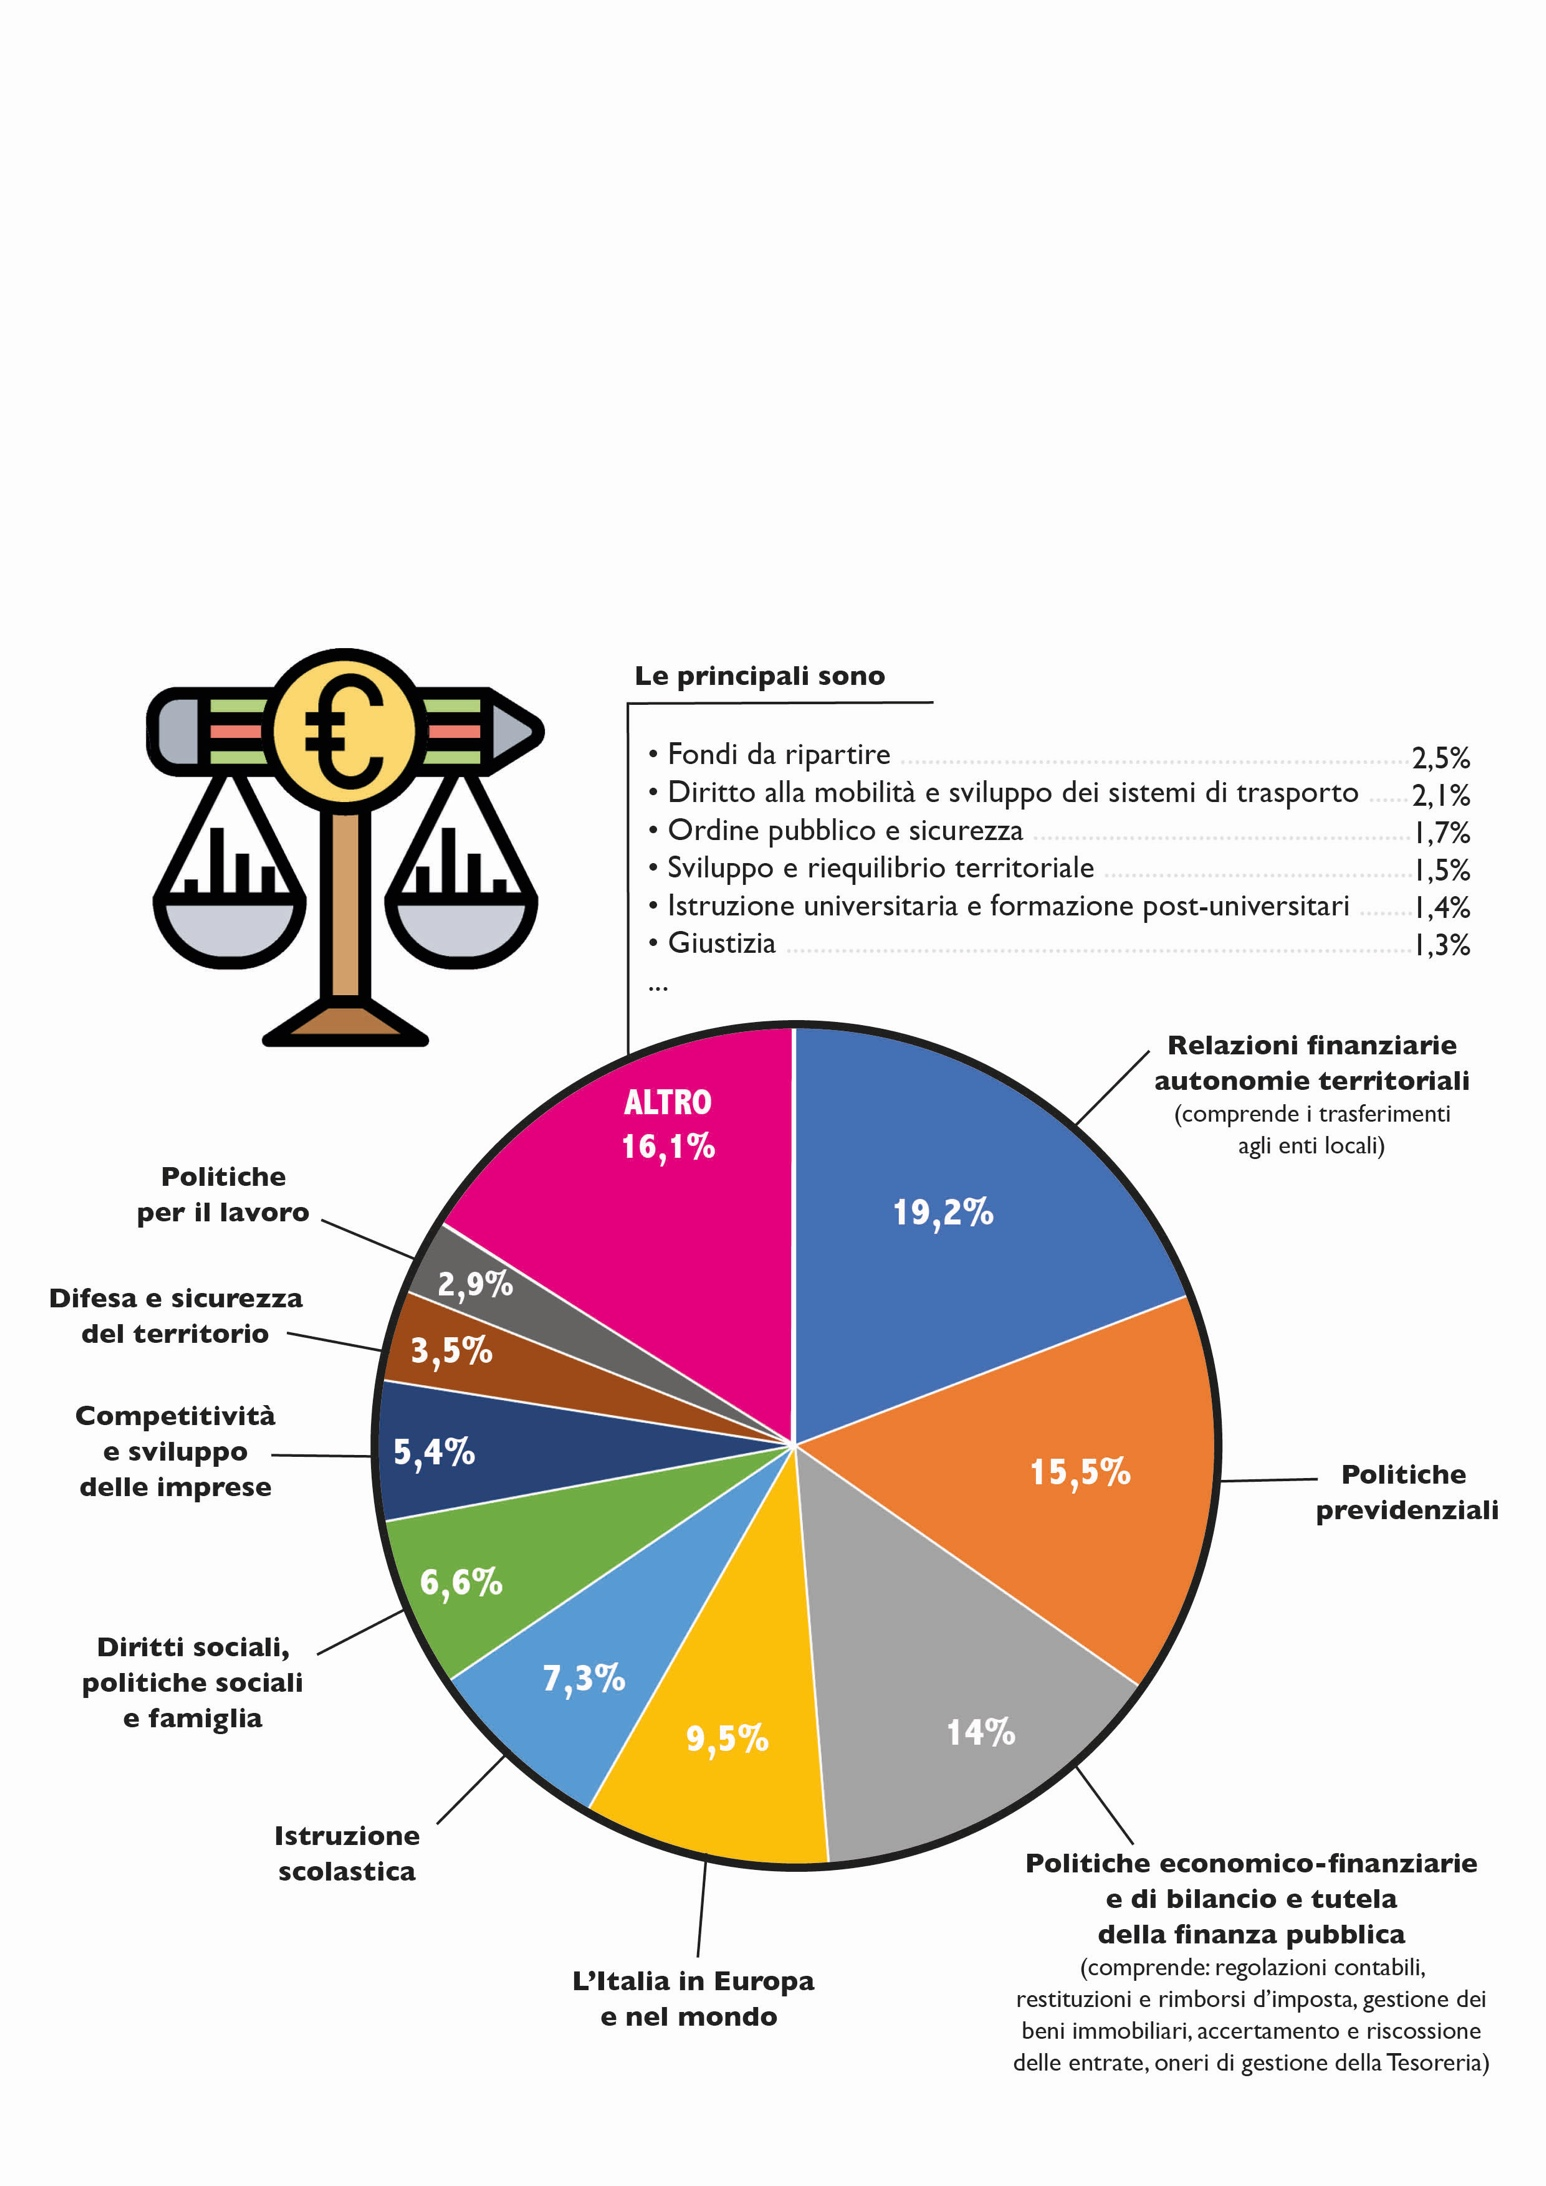 Le principali sono
• Fondi da ripartire 2,5%
• Diritto alla mobilità e sviluppo dei sistemi di trasporto 2,1%
• Ordine pubblico e sicurezza 1,7%
• Sviluppo e riequilibrio territoriale 1,5%
• Istruzione universitaria e formazione post-universitari 1,4%
• Giustizia 1,3%
...
ALTRO
16,1%
Relazioni finanziarie
autonomie territoriali
(comprende i trasferimenti
agli enti locali)
19,2%
Politiche
previdenziali
15,5%
14%
Politiche economico-finanziarie
e di bilancio e tutela
della finanza pubblica
(comprende: regolazioni contabili,
restituzioni e rimborsi d’imposta, gestione dei
beni immobiliari, accertamento e riscossione
delle entrate, oneri di gestione della Tesoreria)
9,5%
L’Italia in Europa
e nel mondo
7,3%
Istruzione
scolastica
6,6%
Diritti sociali,
politiche sociali
e famiglia
5,4%
Competitività
e sviluppo
delle imprese
3,5%
Difesa e sicurezza
del territorio
2,9%
Politiche
per il lavoro